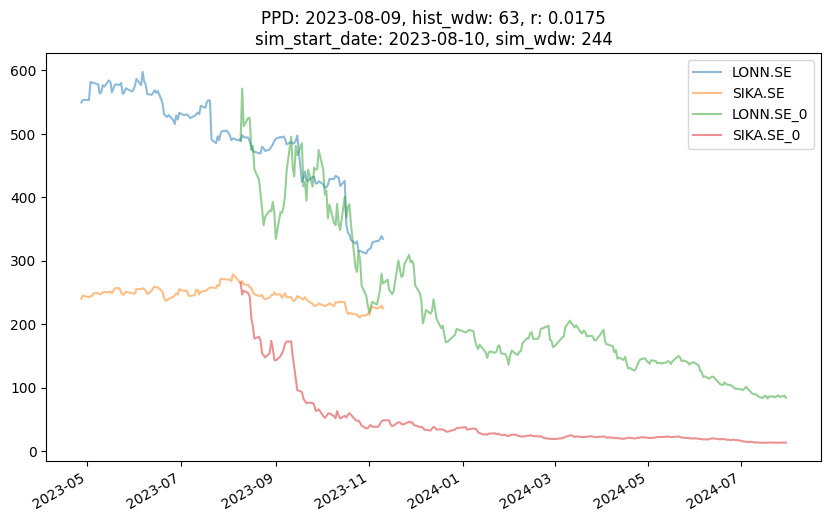 PPD: 2023-08-09, hist_wdw: 63, r: 0.0175
sim_start_date: 2023-08-10, sim_wdw: 244
LONN.SE
SIKA.SE
LONN.SE_0
SIKA.SE_0
600
500
400
300
200
100
0
2023-05
2023-07
2023-09
2023-11
2024-01
2024-03
2024-05
2024-07